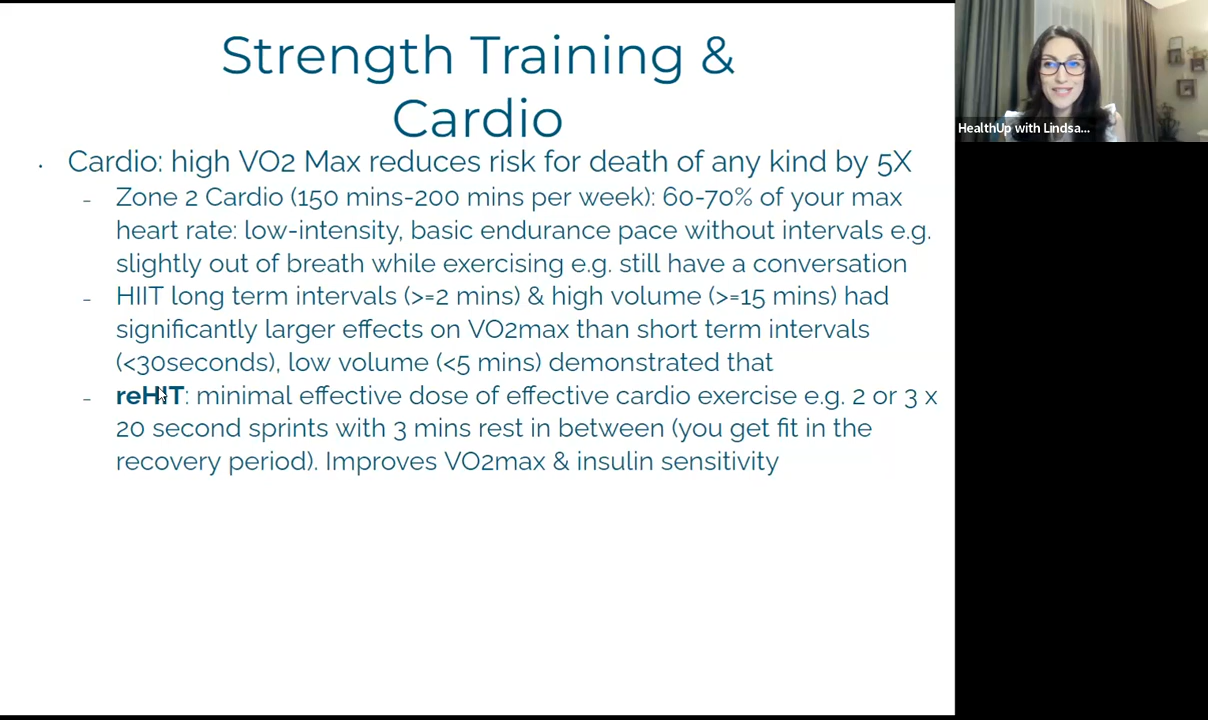 Strength Training &
Cardio
· Cardio: high VO2 Max reduces risk for death of any kind by 5X
- Zone 2 Cardio (150 mins-200 mins per week): 60-70% of your max
heart rate: low-intensity, basic endurance pace without intervals e.g.
slightly out of breath while exercising e.g. still have a conversation
- HIIT long term intervals (>=2 mins) & high volume (>=15 mins) had
significantly larger effects on VO2max than short term intervals
(<30seconds), low volume (<5 mins) demonstrated that
- reHIT: minimal effective dose of effective cardio exercise e.g. 2 or 3 x
20 second sprints with 3 mins rest in between (you get fit in the
recovery period). Improves VO2max & insulin sensitivity
HealthUp with Lindsa...